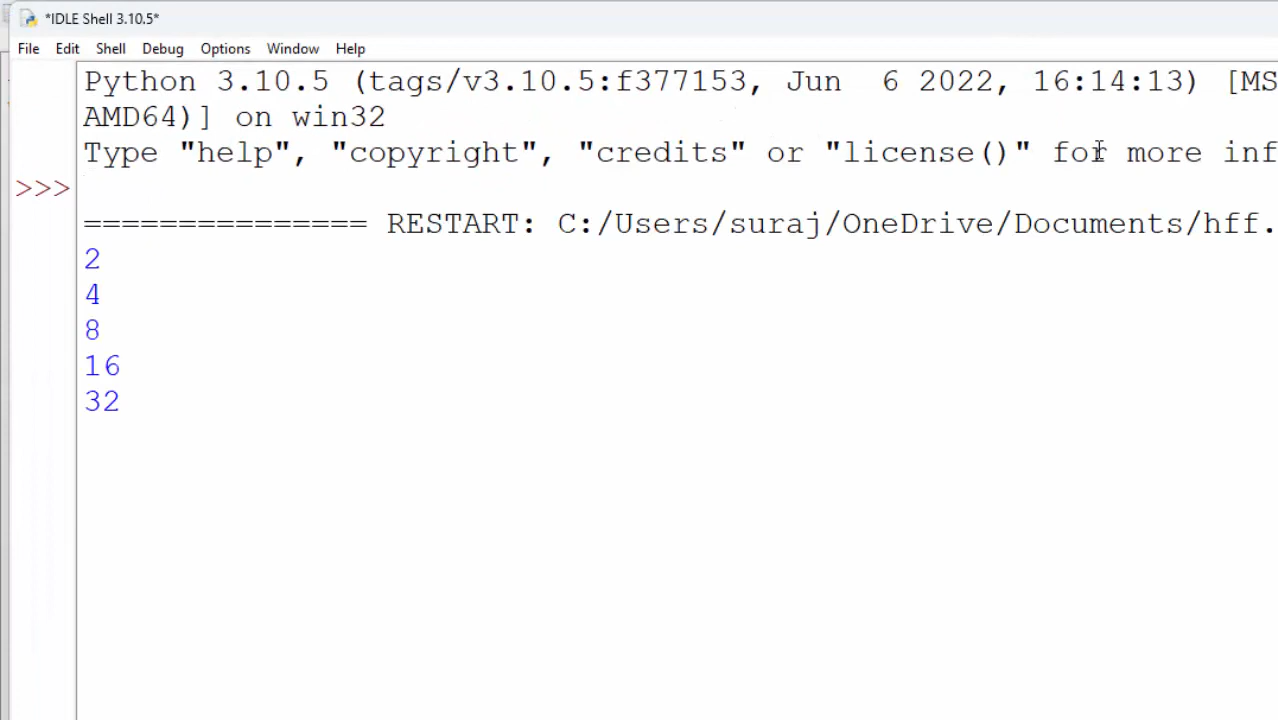 *IDLE Shell 3.10.5*
File Edit Shell Debug Options Window Help
Python 3.10.5 (tags/v3.10.5:f377153, Jun  6 2022, 16:14:13) [MS
AMD64)] on win32
Type "help", "copyright", "credits" or "license()" for more inf
>>>
=============== RESTART: C:/Users/suraj/OneDrive/Documents/hff.
2
4
8
16
32